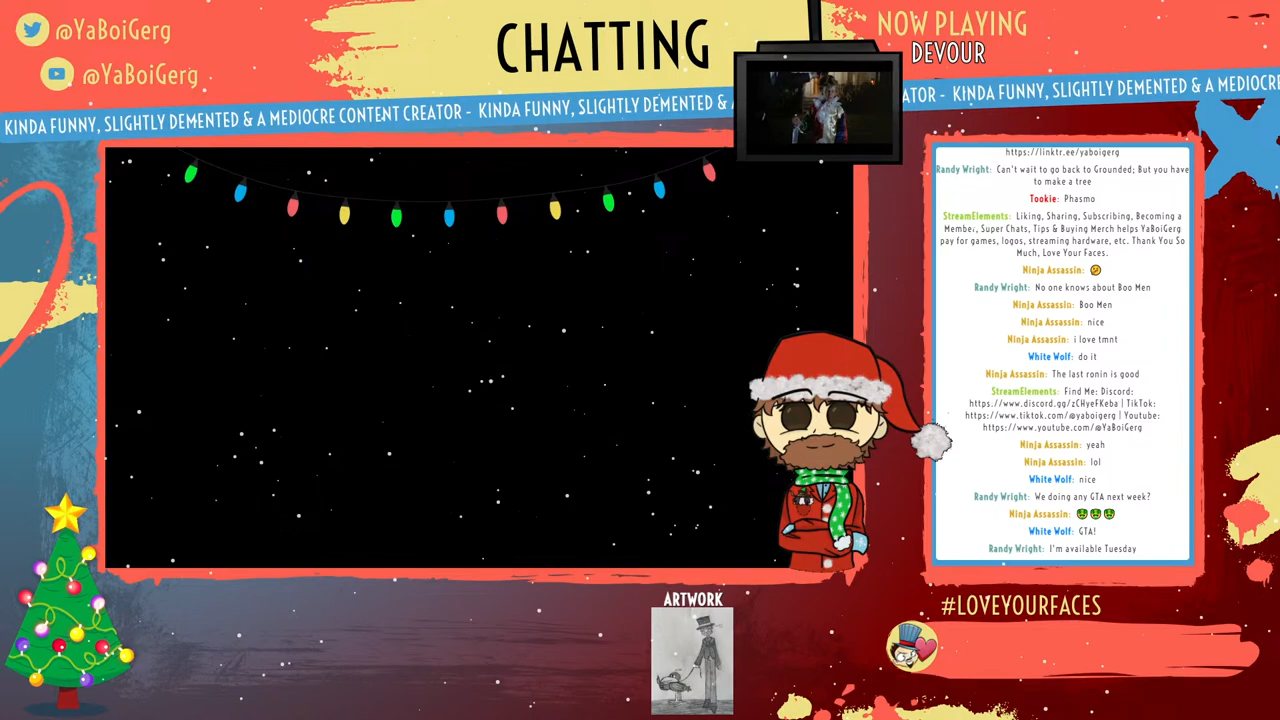 @YaBoiGerg
@YaBoiGerg
CHATTING
NOW PLAYING
DEVOUR
KINDA FUNNY, SLIGHTLY DEMENTED & A MEDIOCRE CONTENT CREATOR - KINDA FUNNY, SLIGHTLY DEMENTED &
ATOR - KINDA FUNNY, SLIGHTLY DEMENTED & A MEDIOCRE
https://linktr.ee/yaboigerg
Randy Wright: Can't wait to go back to Grounded; But you have
to make a tree
Tookie: Phasmo
StreamElements: Liking, Sharing, Subscribing, Becoming a
Member, Super Chats, Tips & Buying Merch helps YaBoiGerg
pay for games, logos, streaming hardware, etc. Thank You So
Much, Love Your Faces.
Ninja Assassin:
Randy Wright: No one knows about Boo Men
Ninja Assassin: Boo Men
Ninja Assassin: nice
Ninja Assassin: i love tmnt
White Wolf: do it
Ninja Assassin: The last ronin is good
StreamElements: Find Me: Discord:
https://www.discord.gg/zCHyeFKeba | TikTok:
https://www.tiktok.com/@yaboigerg | Youtube:
https://www.youtube.com/@YaBoiGerg
Ninja Assassin: yeah
Ninja Assassin: lol
White Wolf: nice
Randy Wright: We doing any GTA next week?
Ninja Assassin:
White Wolf: GTA!
Randy Wright: I'm available Tuesday
ARTWORK
#LOVEYOURFACES